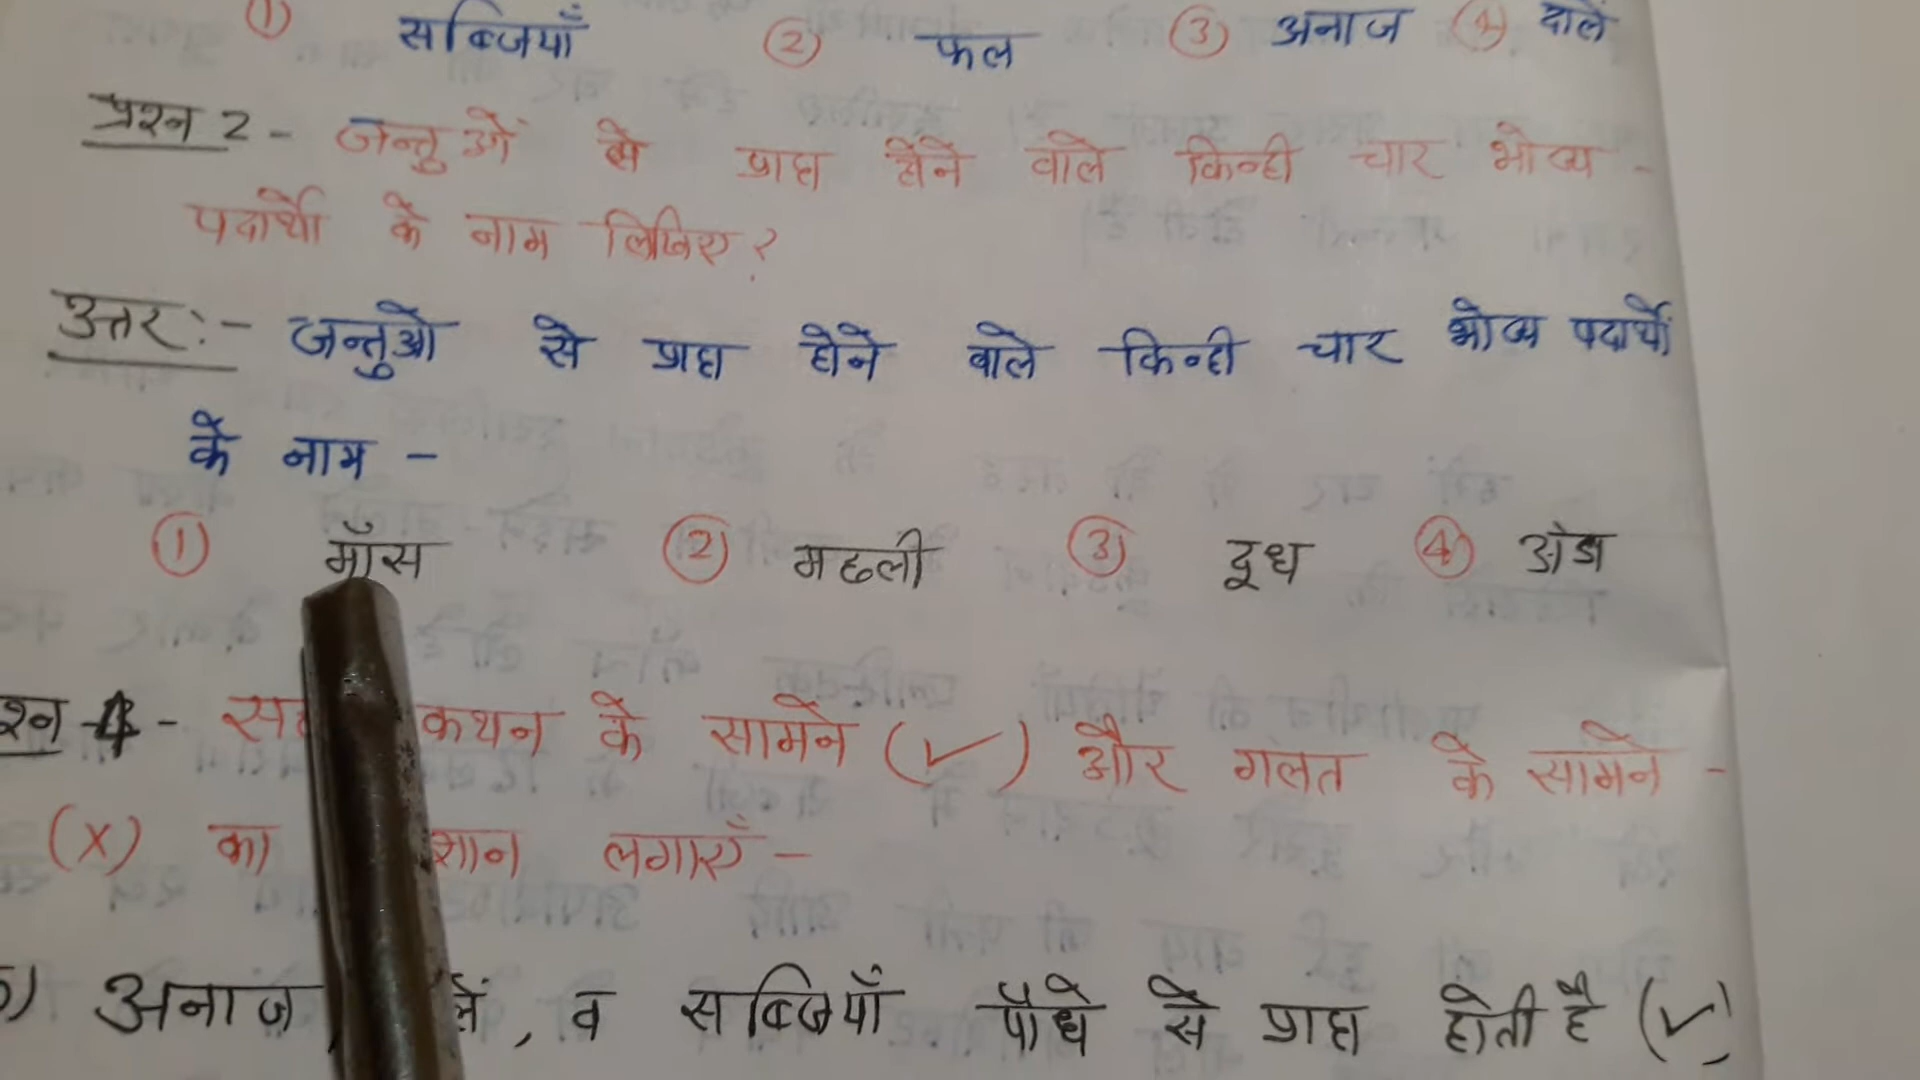 ① सब्जियाँ ② फल ③ अनाज ④ दाले
प्रश्न 2 - जन्तुओं से प्राप्त होने वाले किन्ही चार भोज्य -
पदार्थो के नाम लिखिए?
उत्तर :- जन्तुओ से प्राप्त होने वाले किन्ही चार भोज्य पदार्थो
के नाम -
① माँस ② मछली ③ दूध ④ अंडा
श्न 4 - कथन के सामने (✓) और गलत के सामने -
(x) का शान लगाएँ -
) अनाज लें, व सब्जियाँ पौधे से प्राप्त होती है (✓)